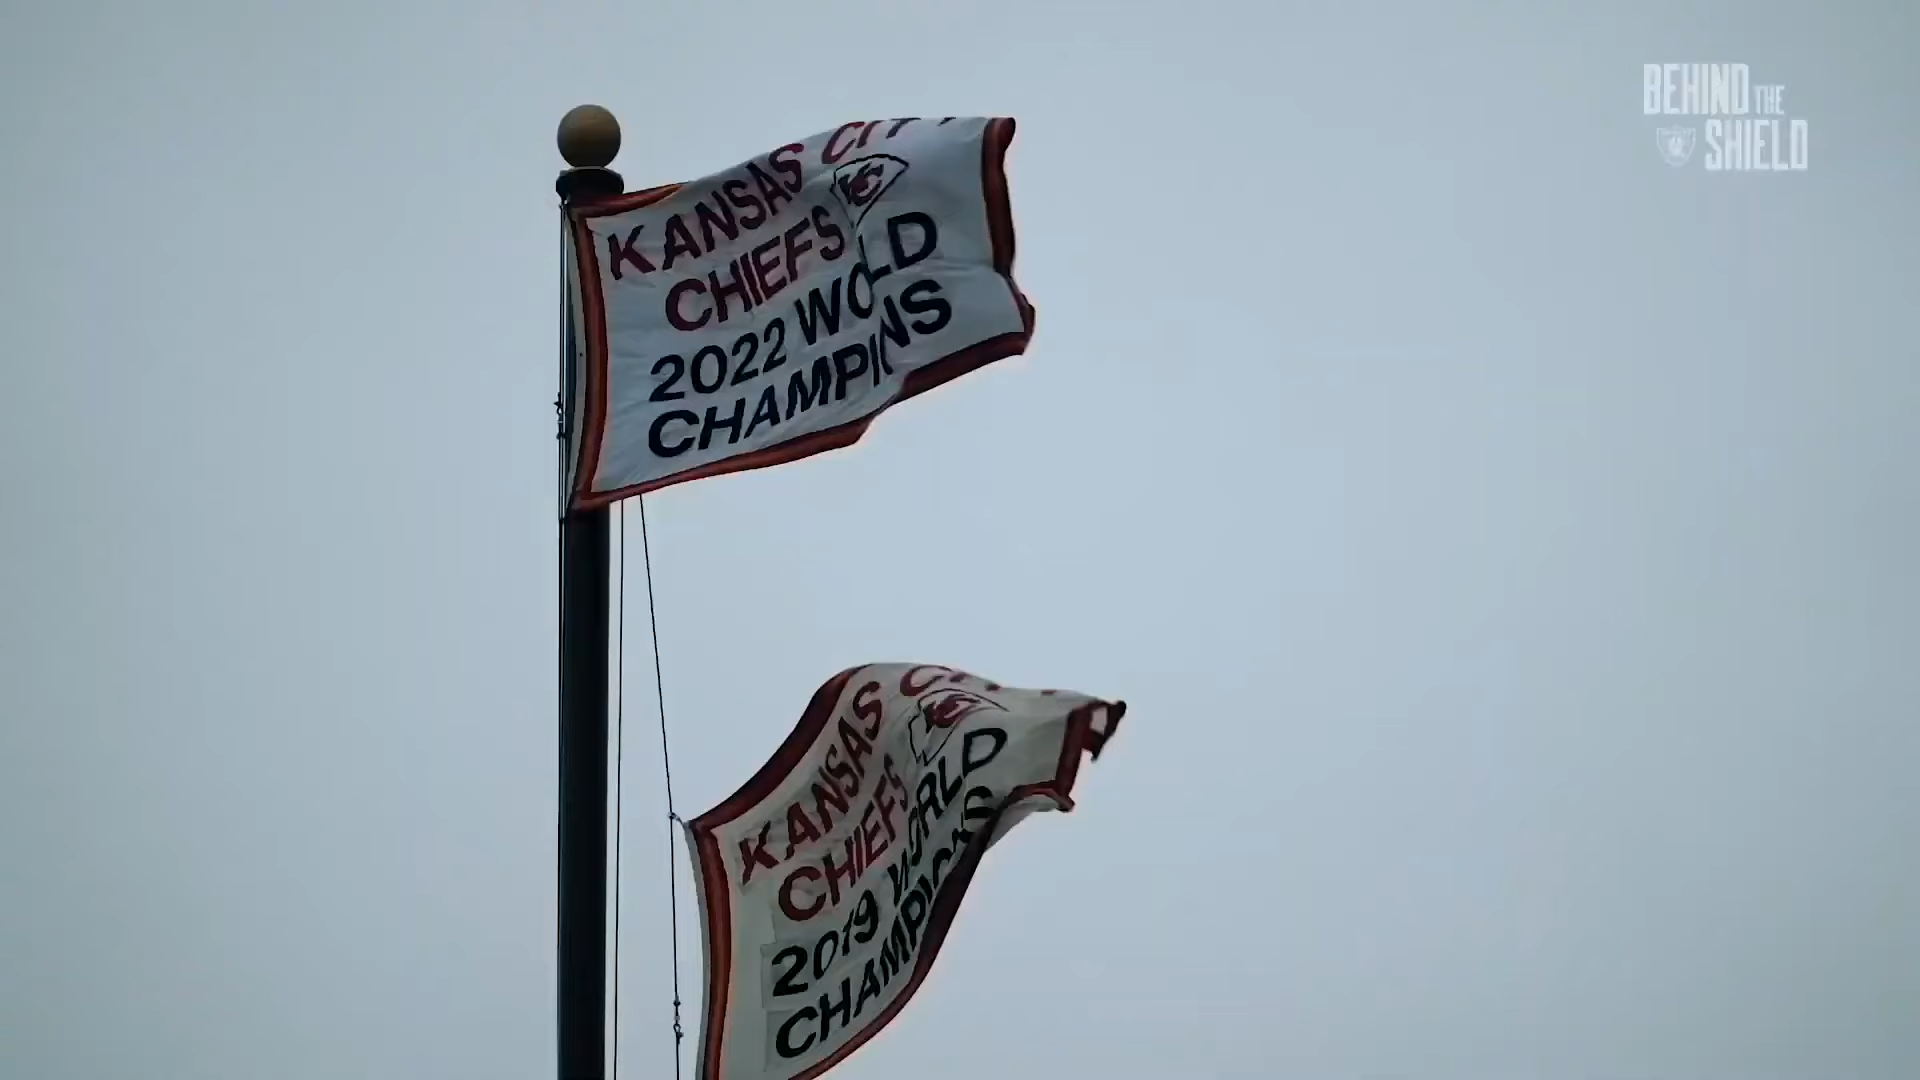 KANSAS CITY
CHIEFS
2022 WORLD
CHAMPIONS
KANSAS
CHIEFS
2019 WORLD
CHAMPIONS
BEHIND THE
SHIELD